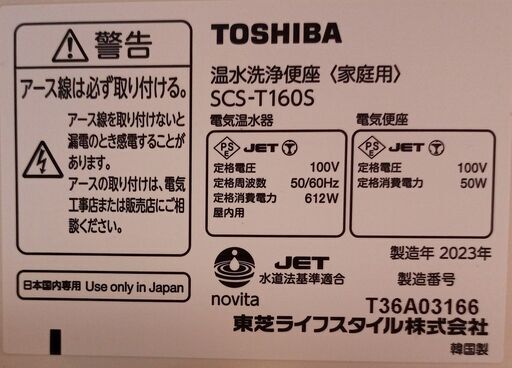 警告
アース線は必ず取り付ける。
アース線を取り付けないと
漏電のとき感電することが
あります。
アースの取り付けは、電気
工事店または販売店にご相
談ください。
日本国内専用 Use only in Japan
TOSHIBA
温水洗浄便座〈家庭用〉
SCS-T160S
電気温水器
PSE JET
定格電圧 100V
定格周波数 50/60Hz
定格消費電力 612W
屋内用
電気便座
PSE JET
定格電圧 100V
定格消費電力 50W
novita
JET
水道法基準適合
製造年 2023年
製造番号
T36A03166
東芝ライフスタイル株式会社
韓国製